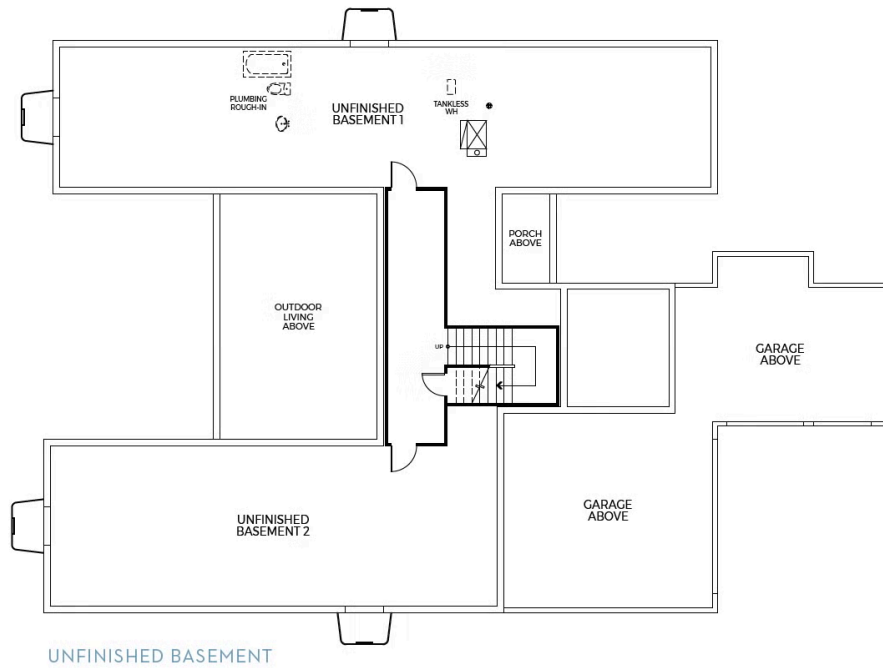 PLUMBING
ROUGH-IN
UNFINISHED
BASEMENT 1
TANKLESS
WH
PORCH
ABOVE
OUTDOOR
LIVING
ABOVE
UP
GARAGE
ABOVE
GARAGE
ABOVE
UNFINISHED
BASEMENT 2
UNFINISHED BASEMENT